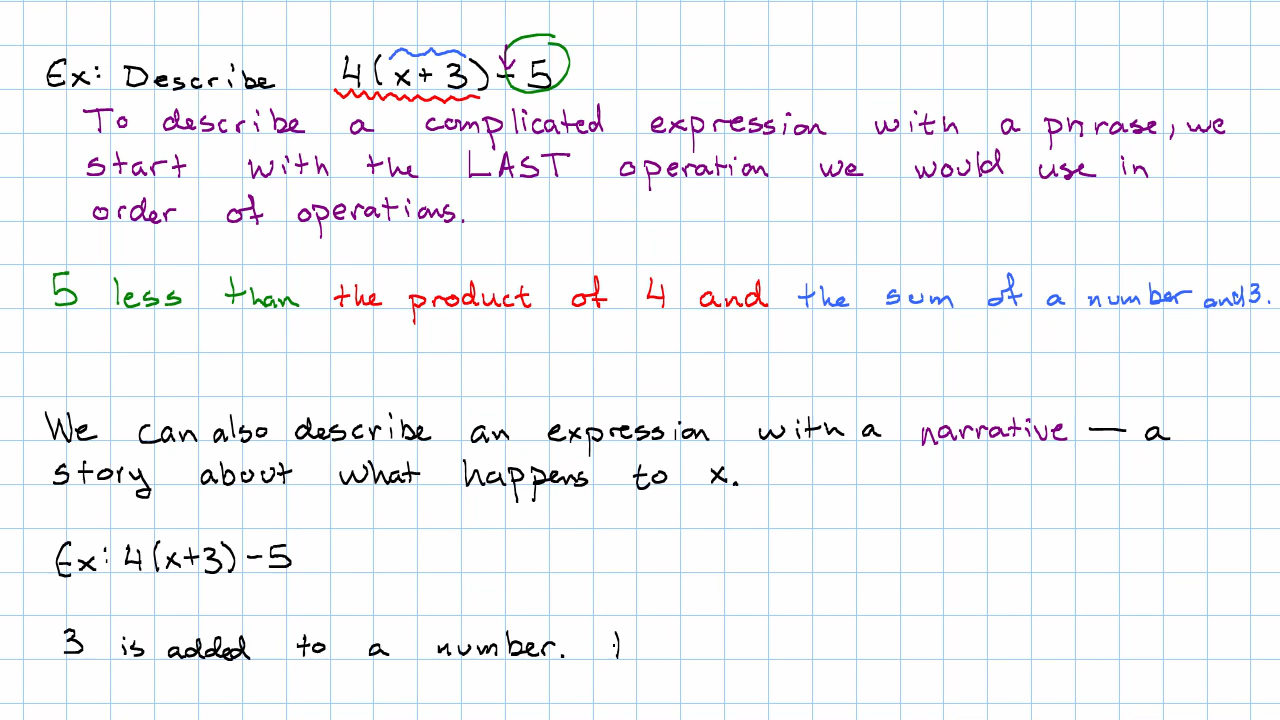 Ex: Describe 4(x+3)-5
To describe a complicated expression with a phrase, we
start with the LAST operation we would use in
order of operations.
5 less than the product of 4 and the sum of a number and 3.
We can also describe an expression with a narrative — a
story about what happens to x.
Ex: 4(x+3)-5
3 is added to a number.